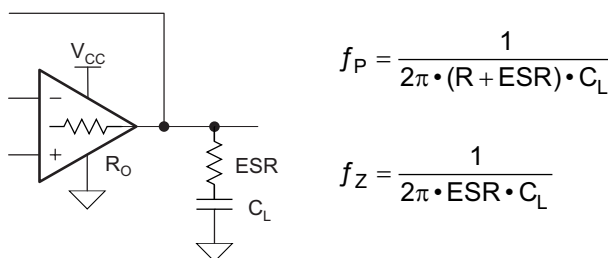 V_CC
−
+
R_O
ESR
C_L
f_P = 1 / (2π•(R+ESR)•C_L)
f_Z = 1 / (2π•ESR•C_L)